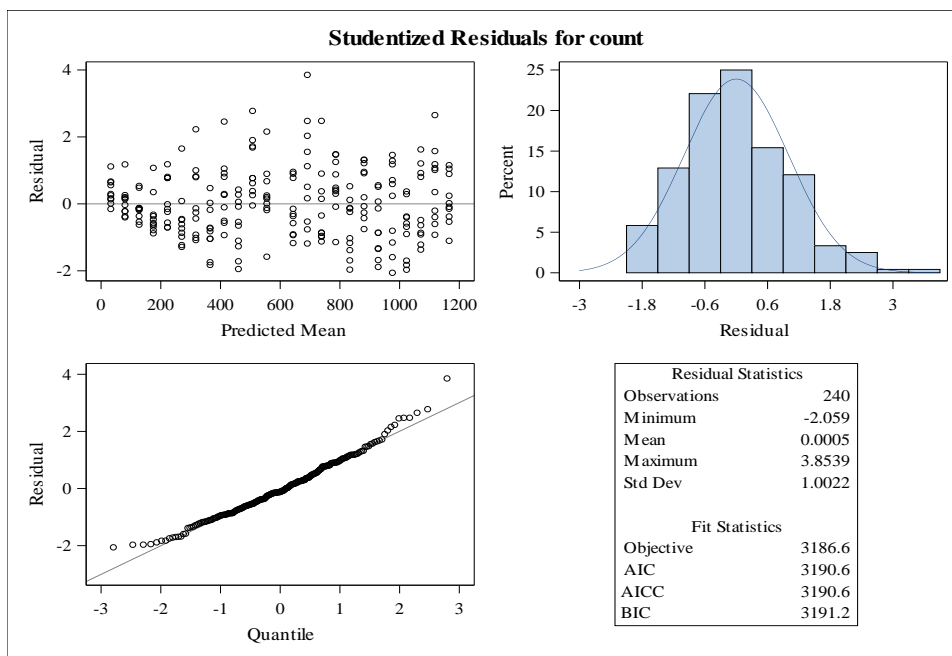 Studentized Residuals for count
4
2
0
-2
Residual
0 200 400 600 800 1000 1200
Predicted Mean
25
20
15
10
5
0
Percent
-3 -1.8 -0.6 0.6 1.8 3
Residual
4
2
0
-2
Residual
-3 -2 -1 0 1 2 3
Quantile
Residual Statistics
Observations 240
Minimum -2.059
Mean 0.0005
Maximum 3.8539
Std Dev 1.0022
Fit Statistics
Objective 3186.6
AIC 3190.6
AICC 3190.6
BIC 3191.2